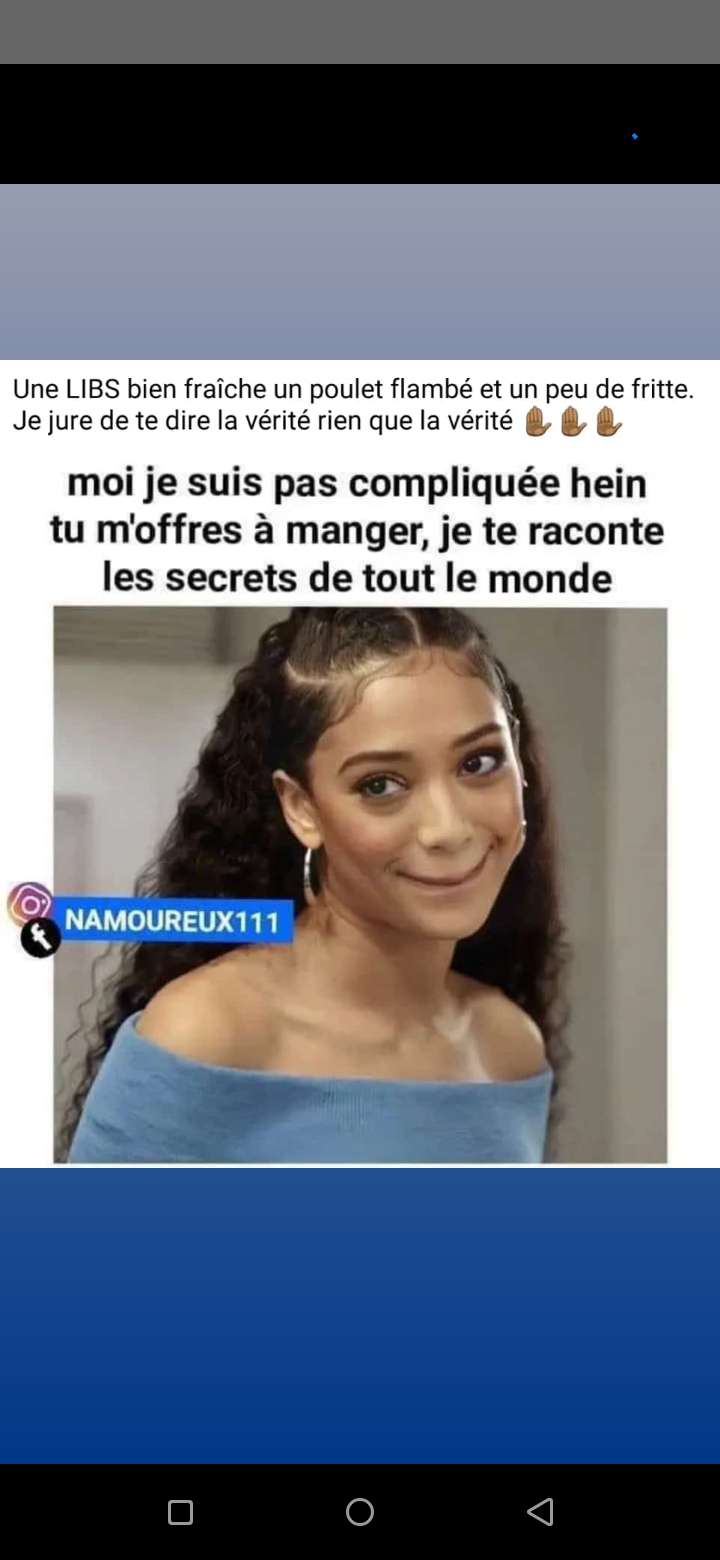 Une LIBS bien fraîche un poulet flambé et un peu de fritte.
Je jure de te dire la vérité rien que la vérité ✋🏾✋🏾✋🏾
moi je suis pas compliquée hein
tu m'offres à manger, je te raconte
les secrets de tout le monde
NAMOUREUX111